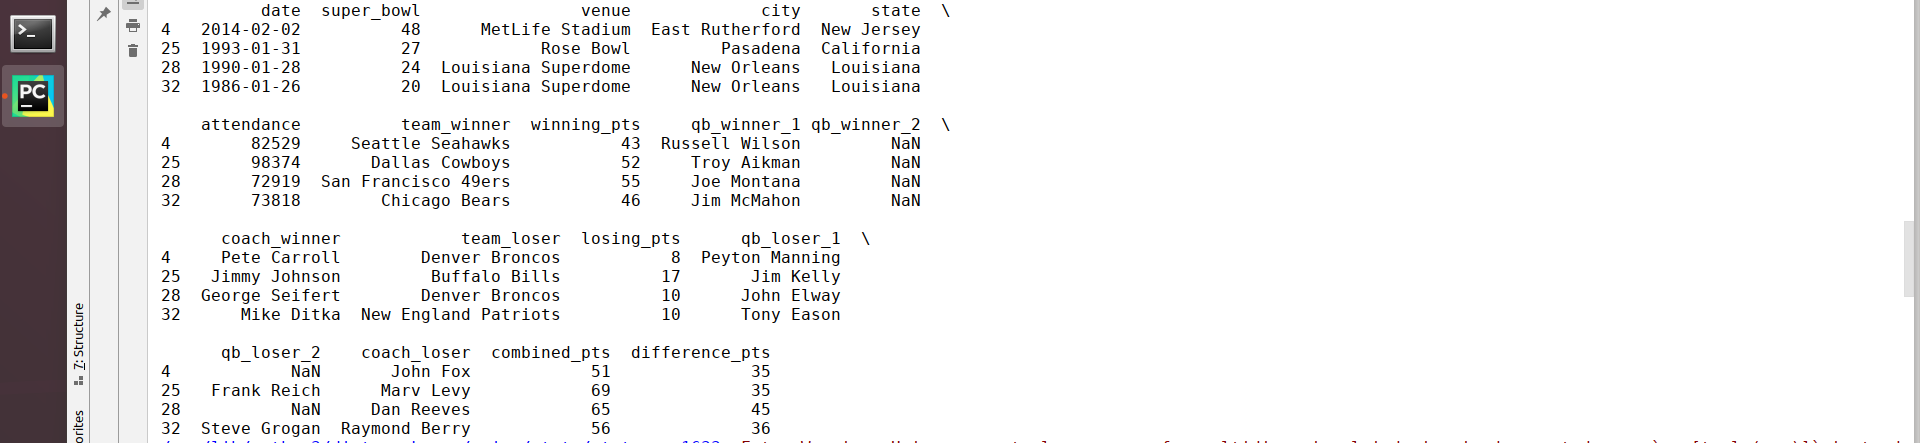 date super_bowl venue city state \
4 2014-02-02 48 MetLife Stadium East Rutherford New Jersey
25 1993-01-31 27 Rose Bowl Pasadena California
28 1990-01-28 24 Louisiana Superdome New Orleans Louisiana
32 1986-01-26 20 Louisiana Superdome New Orleans Louisiana
attendance team_winner winning_pts qb_winner_1 qb_winner_2 \
4 82529 Seattle Seahawks 43 Russell Wilson NaN
25 98374 Dallas Cowboys 52 Troy Aikman NaN
28 72919 San Francisco 49ers 55 Joe Montana NaN
32 73818 Chicago Bears 46 Jim McMahon NaN
coach_winner team_loser losing_pts qb_loser_1 \
4 Pete Carroll Denver Broncos 8 Peyton Manning
25 Jimmy Johnson Buffalo Bills 17 Jim Kelly
28 George Seifert Denver Broncos 10 John Elway
32 Mike Ditka New England Patriots 10 Tony Eason
qb_loser_2 coach_loser combined_pts difference_pts
4 NaN John Fox 51 35
25 Frank Reich Marv Levy 69 35
28 NaN Dan Reeves 65 45
32 Steve Grogan Raymond Berry 56 36
7: Structure
orites
>_
PC